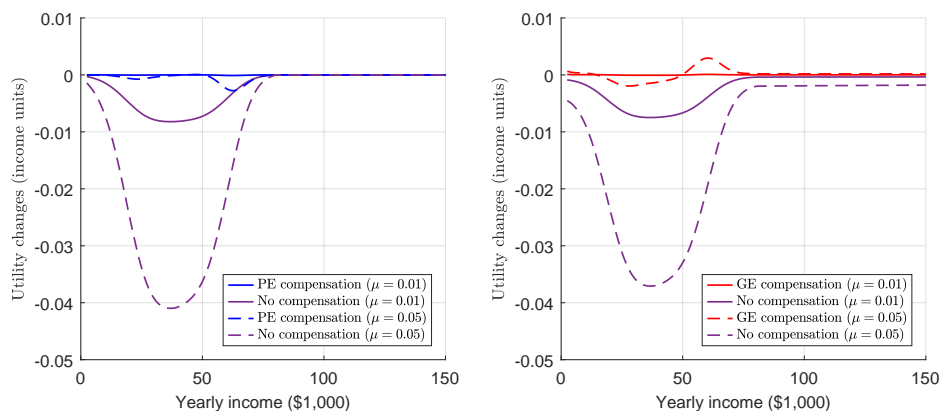 0.01
0
-0.01
-0.02
-0.03
-0.04
-0.05
Utility changes (income units)
PE compensation (μ = 0.01)
No compensation (μ = 0.01)
PE compensation (μ = 0.05)
No compensation (μ = 0.05)
0 50 100 150
Yearly income ($1,000)
0.01
0
-0.01
-0.02
-0.03
-0.04
-0.05
Utility changes (income units)
GE compensation (μ = 0.01)
No compensation (μ = 0.01)
GE compensation (μ = 0.05)
No compensation (μ = 0.05)
0 50 100 150
Yearly income ($1,000)